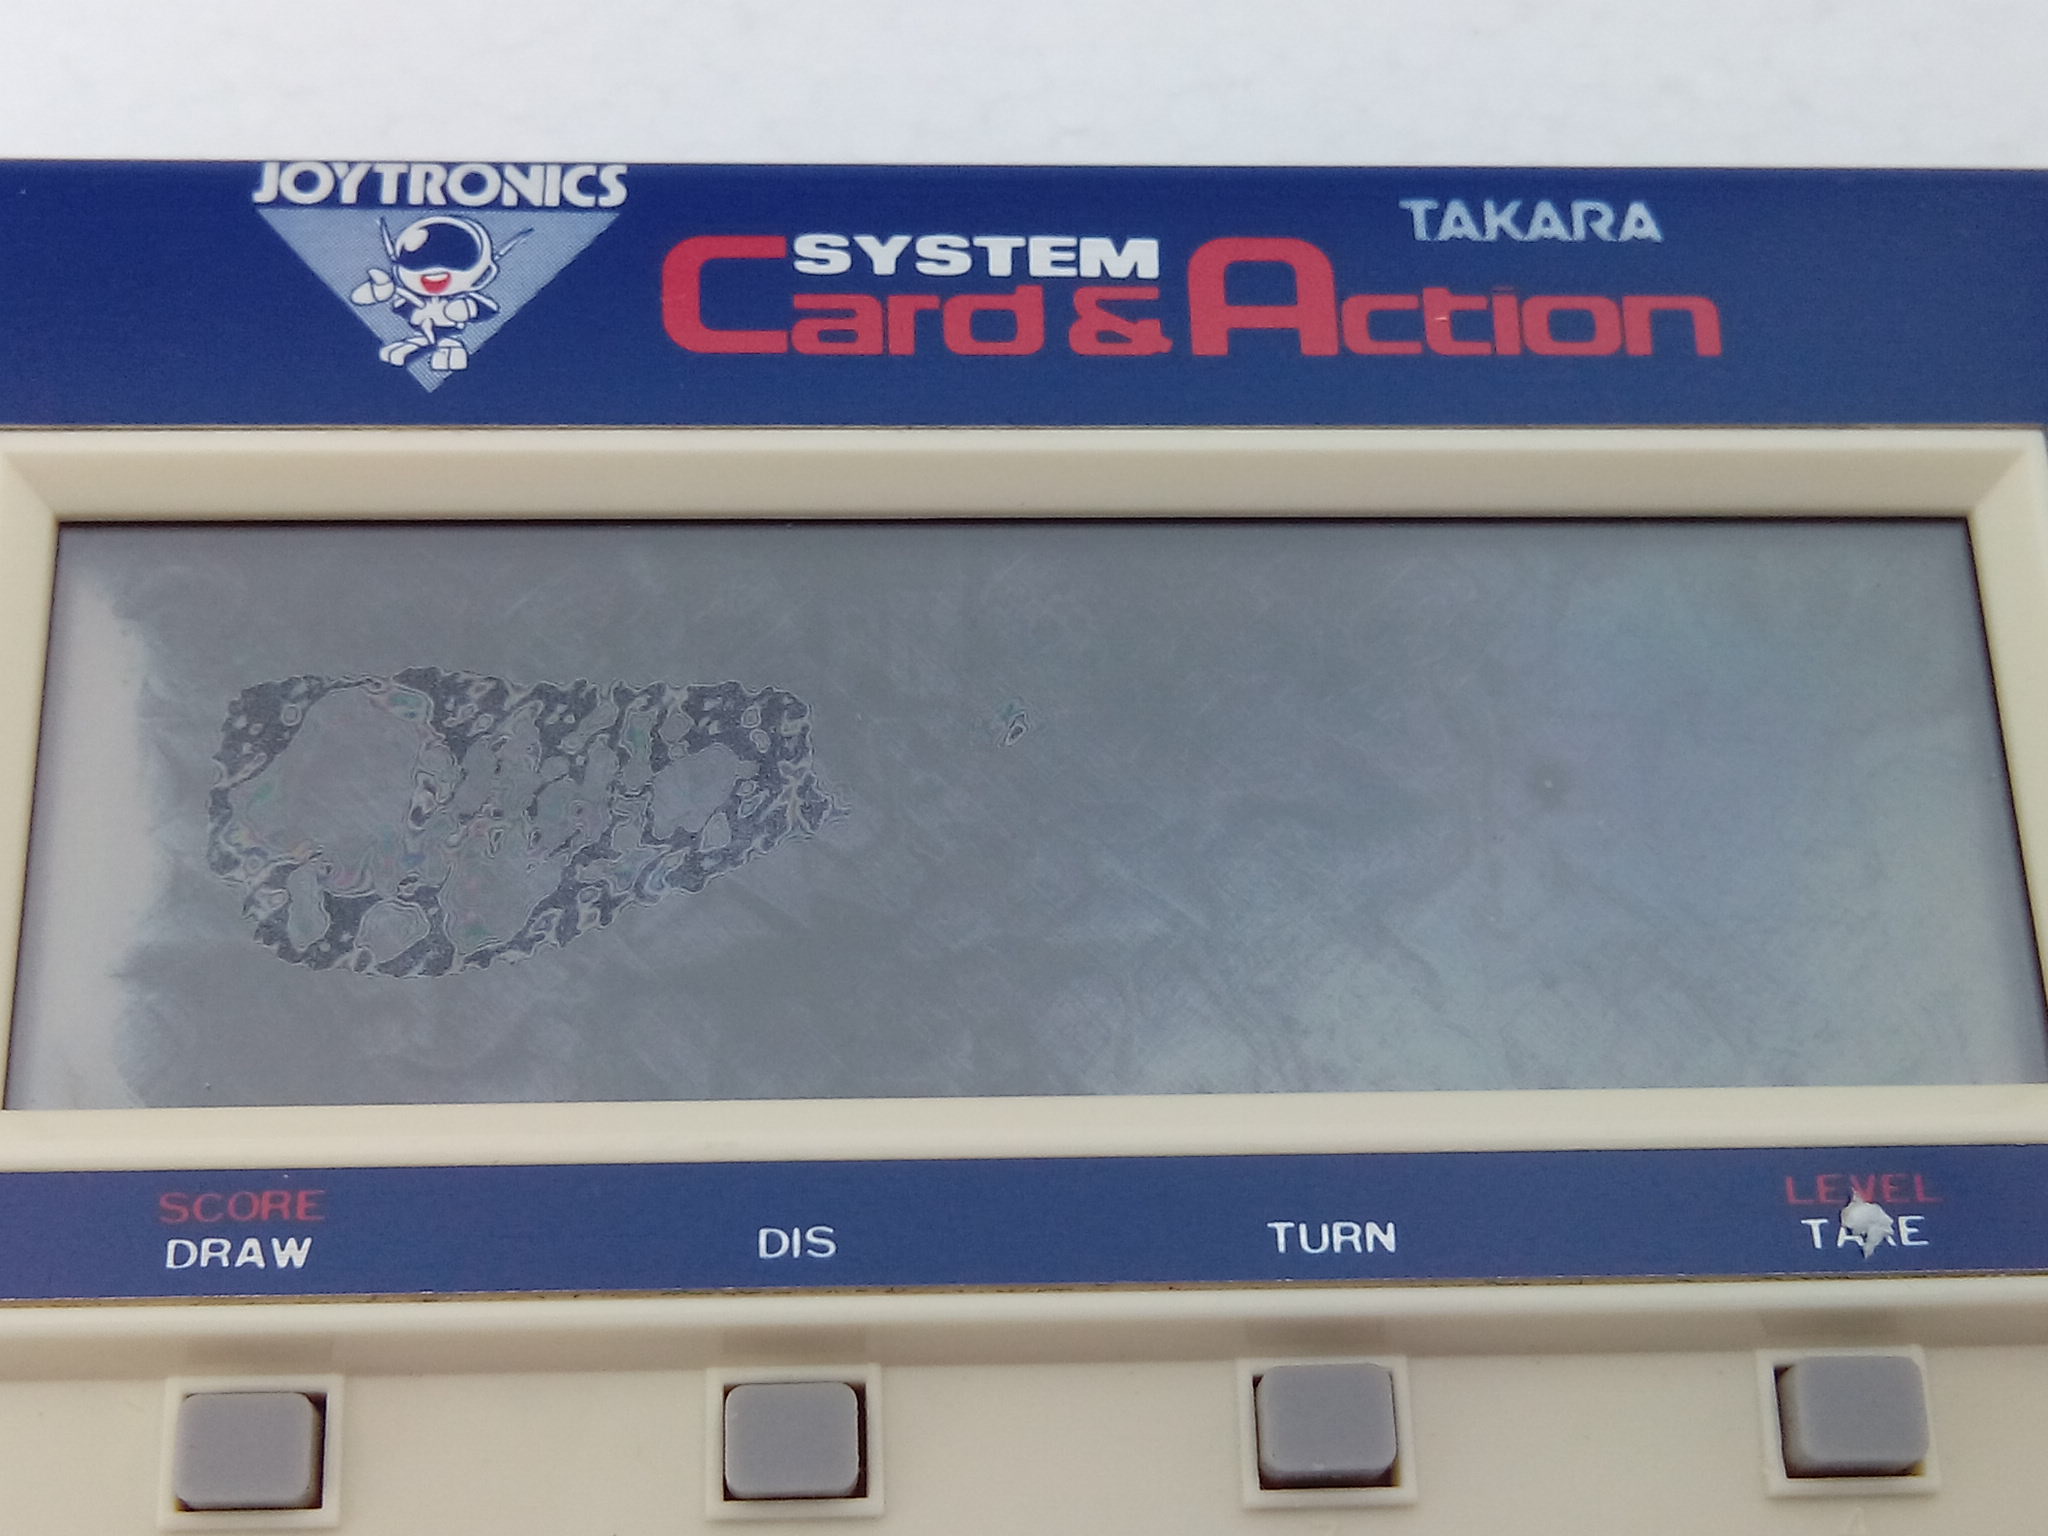 JOYTRONICS
TAKARA
SYSTEM
Card & Action
SCORE
DRAW
DIS
TURN
LEVEL